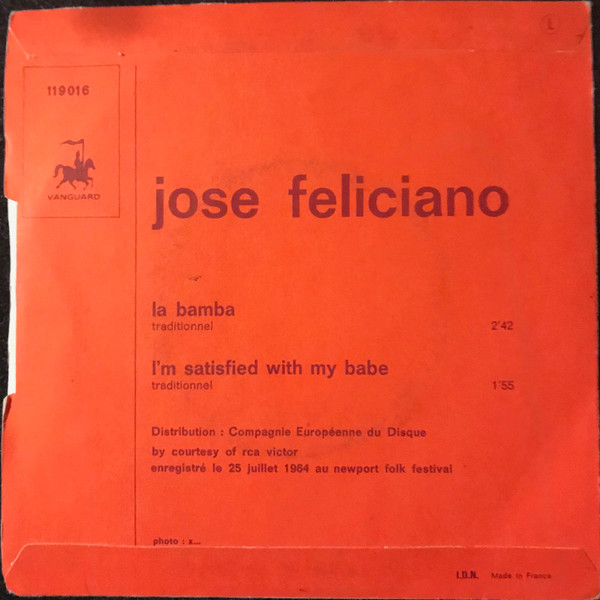 L
119016
VANGUARD
jose feliciano
la bamba
traditionnel 2'42
I'm satisfied with my babe
traditionnel 1'55
Distribution : Compagnie Européenne du Disque
by courtesy of rca victor
enregistré le 25 juillet 1964 au newport folk festival
photo : x...
I.D.N. Made in France